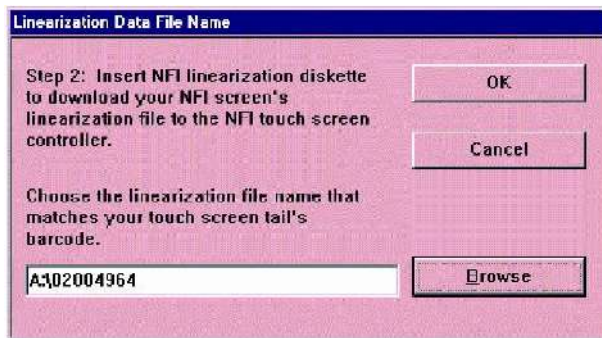 Linearization Data File Name
Step 2: Insert NFI linearization diskette
to download your NFI screen's
linearization file to the NFI touch screen
controller.
OK
Cancel
Choose the linearization file name that
matches your touch screen tail's
barcode.
A:\02004964
Browse